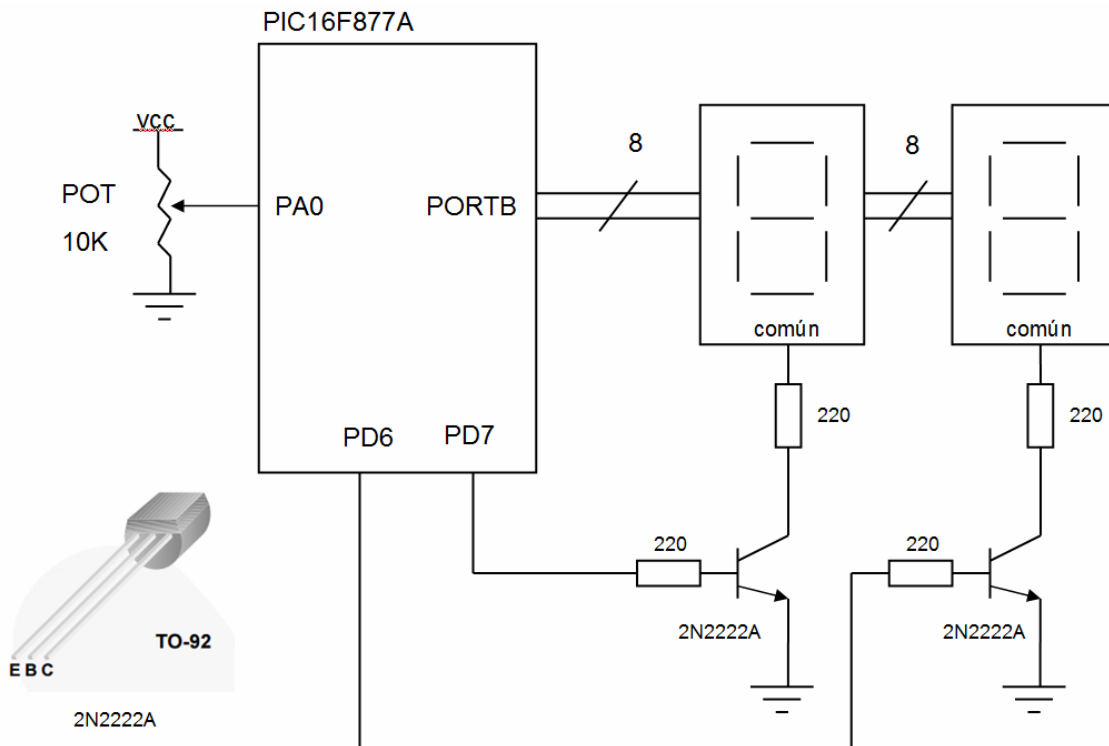 PIC16F877A
VCC
POT
10K
PA0
PORTB
8
8
común
común
220
220
PD6
PD7
220
220
2N2222A
2N2222A
TO-92
E B C
2N2222A